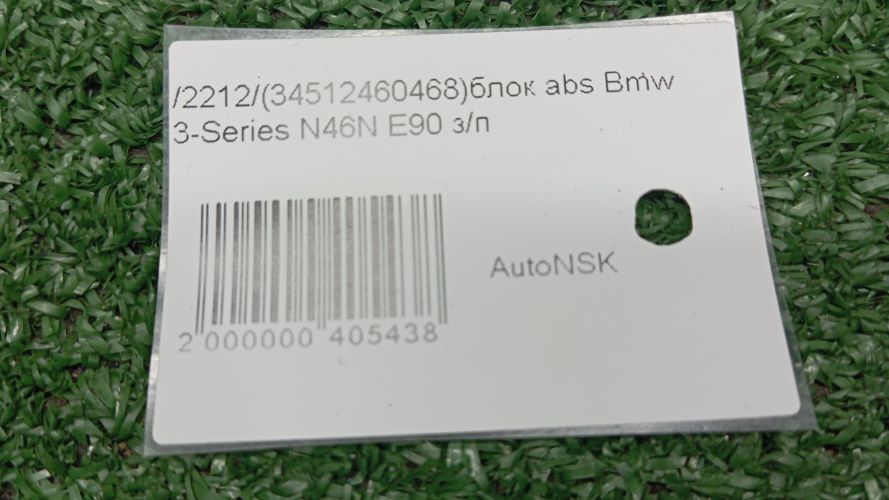 /2212/(34512460468)блок abs Bmw
3-Series N46N E90 з/п
AutoNSK
2 000000 405438